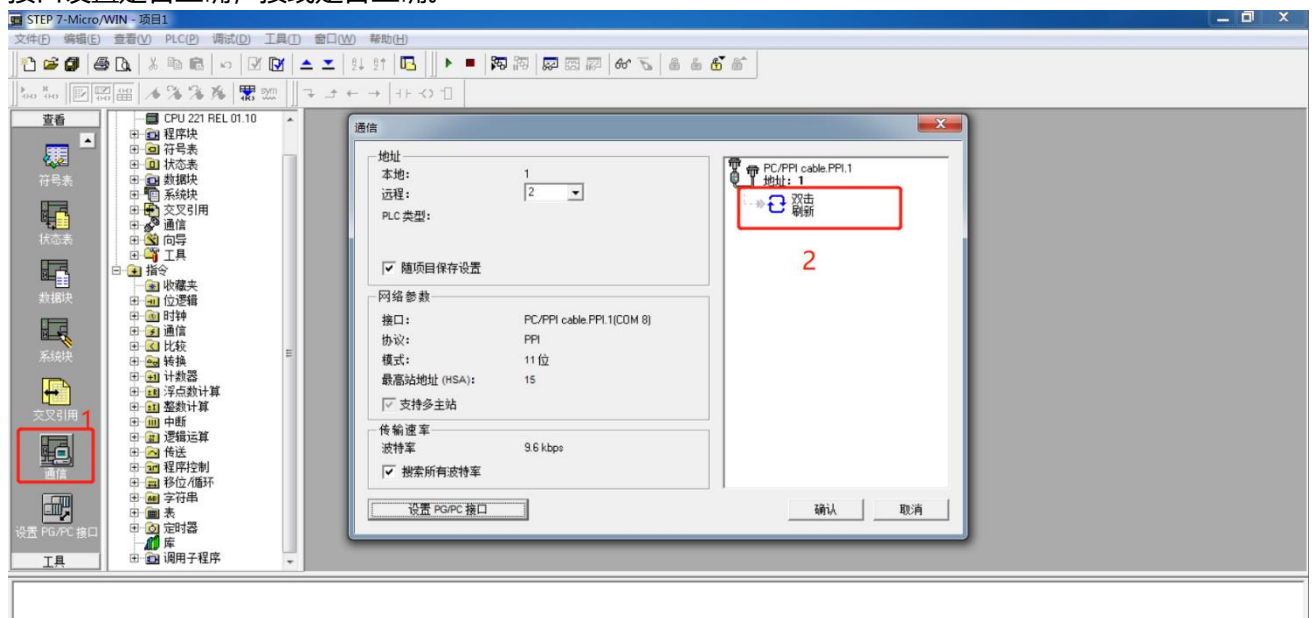 STEP 7-Micro/WIN - 项目1
文件(F) 编辑(E) 查看(V) PLC(P) 调试(D) 工具(T) 窗口(W) 帮助(H)
查看
符号表
状态表
数据块
系统块
交叉引用
1
通信
设置 PG/PC 接口
工具
CPU 221 REL 01.10
程序块
符号表
状态表
数据块
系统块
交叉引用
通信
向导
工具
指令
收藏夹
位逻辑
时钟
通信
比较
转换
计数器
浮点数计算
整数计算
中断
逻辑运算
传送
程序控制
移位/循环
字符串
表
定时器
库
调用子程序
通信
地址
本地: 1
远程: 2
PLC 类型:
随项目保存设置
网络参数
接口: PC/PPI cable.PPI.1(COM 8)
协议: PPI
模式: 11 位
最高站地址 (HSA): 15
支持多主站
传输速率
波特率 9.6 kbps
搜索所有波特率
设置 PG/PC 接口
PC/PPI cable.PPI.1
地址: 1
双击
刷新
2
确认 取消